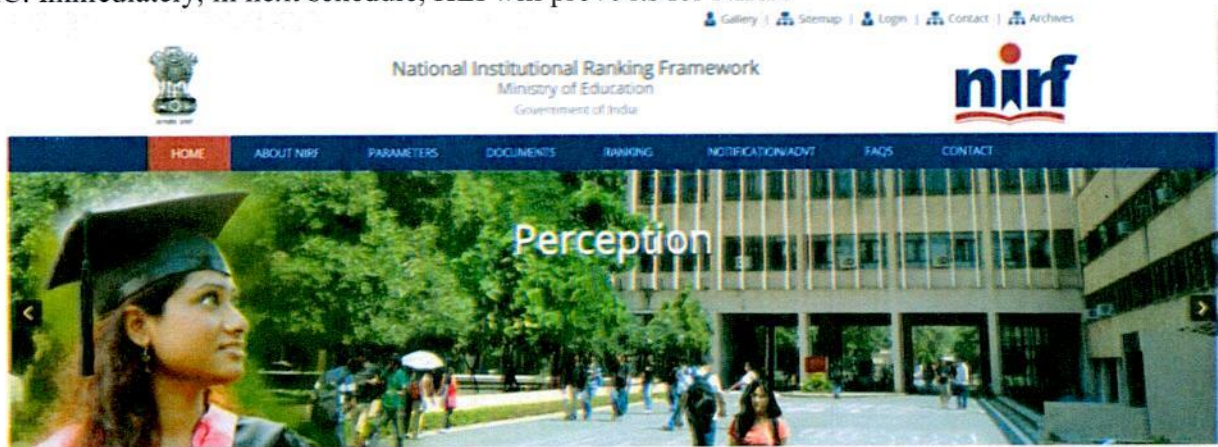 Gallery | Sitemap | Login | Contact | Archives
National Institutional Ranking Framework
Ministry of Education
Government of India
nirf
HOME ABOUT NIRF PARAMETERS DOCUMENTS RANKING NOTIFICATION/ADVT FAQS CONTACT
Perception